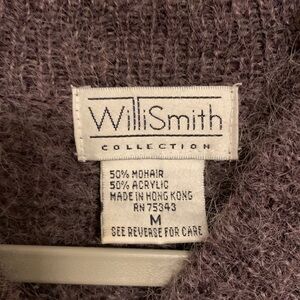 WilliSmith
COLLECTION
50% MOHAIR
50% ACRYLIC
MADE IN HONG KONG
RN 75343
M
SEE REVERSE FOR CARE